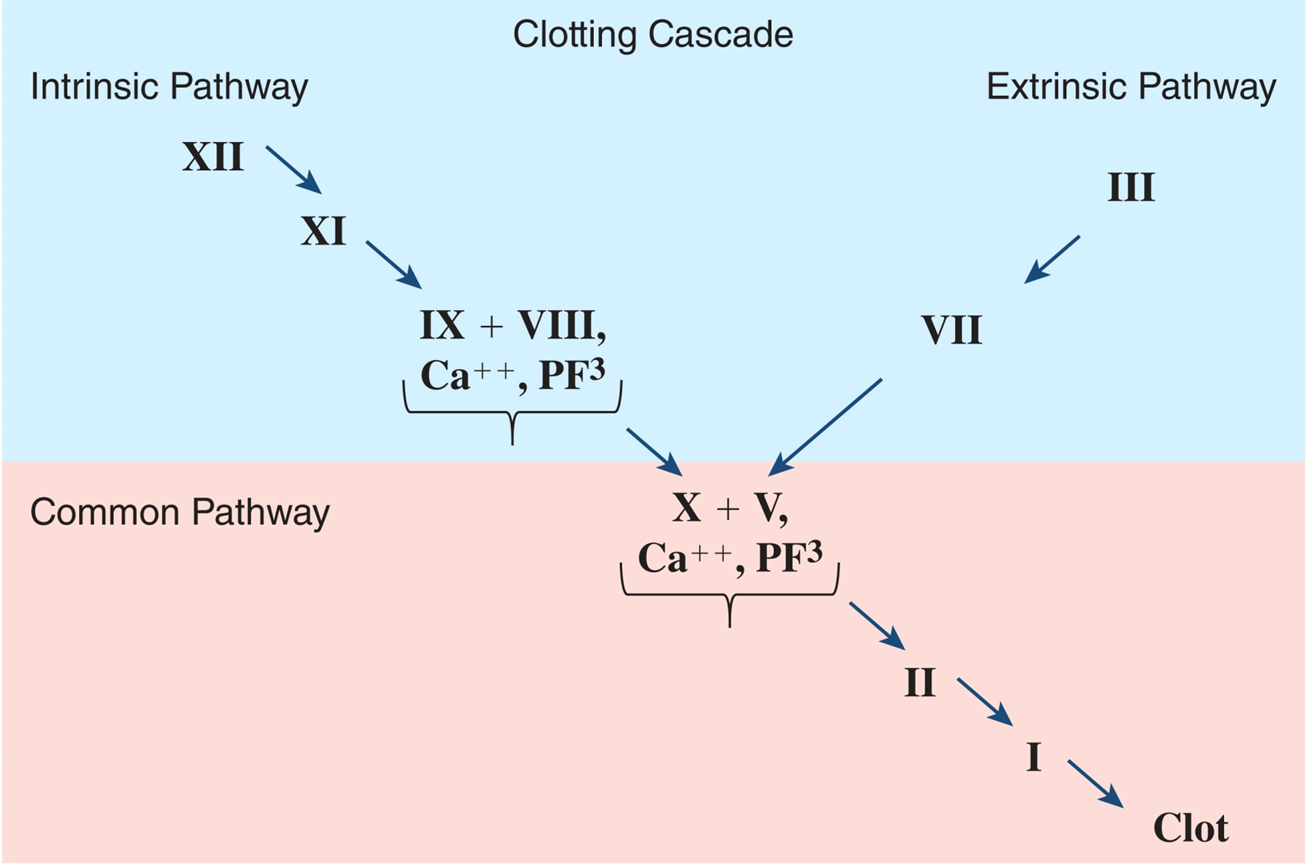 Clotting Cascade
Intrinsic Pathway
Extrinsic Pathway
XII
III
XI
IX + VIII,
Ca⁺⁺, PF³
VII
Common Pathway
X + V,
Ca⁺⁺, PF³
II
I
Clot